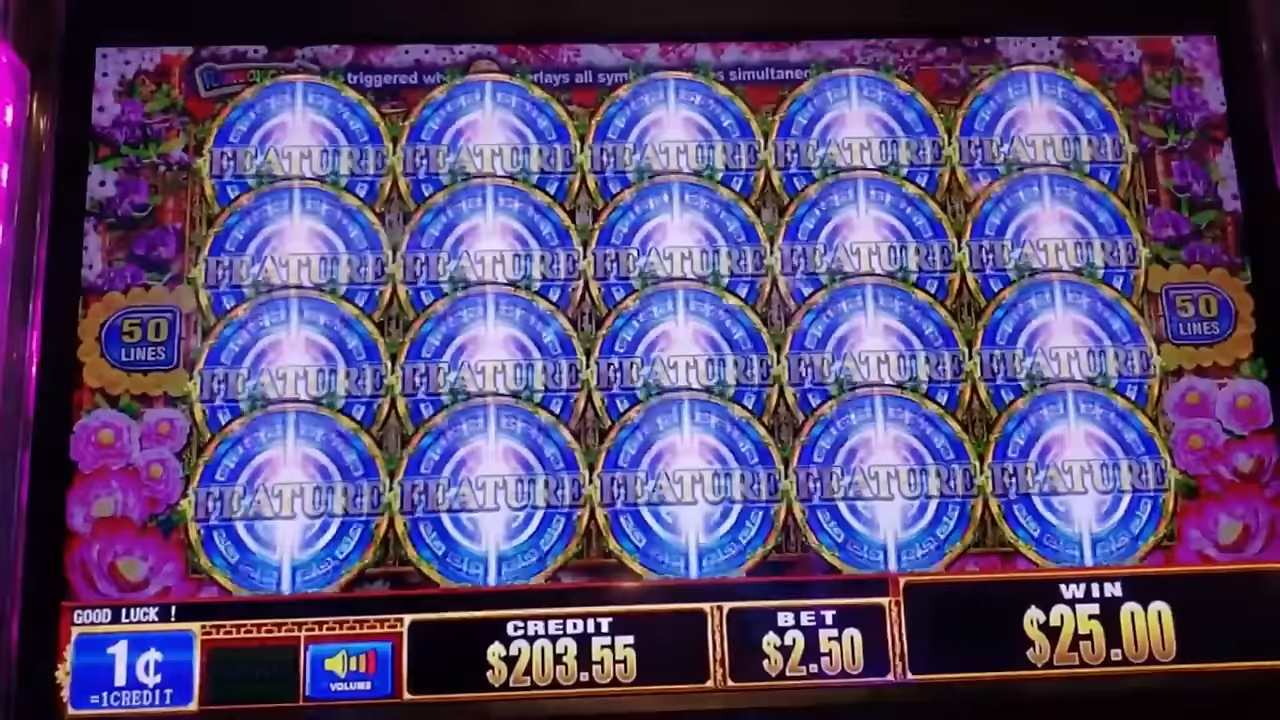 triggered wh rlays all symb s simultaneo
FEATURE FEATURE FEATURE FEATURE FEATURE
FEATURE FEATURE FEATURE FEATURE FEATURE
50 LINES
50 LINES
FEATURE FEATURE FEATURE FEATURE FEATURE
FEATURE FEATURE FEATURE FEATURE FEATURE
GOOD LUCK !
1¢
=1CREDIT
VOLUME
CREDIT
$203.55
BET
$2.50
WIN
$25.00